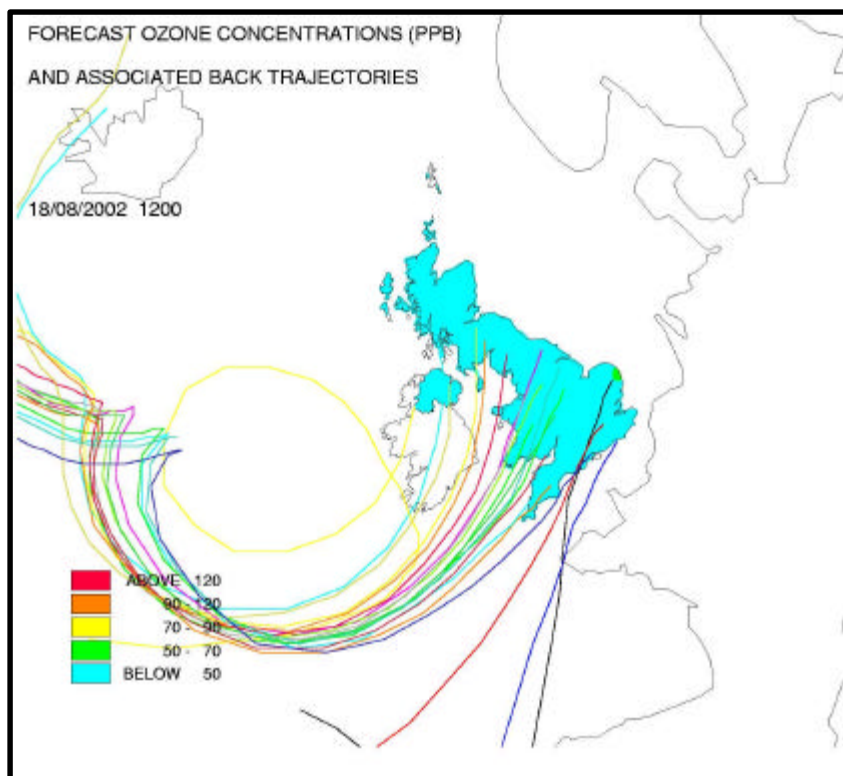 FORECAST OZONE CONCENTRATIONS (PPB)
AND ASSOCIATED BACK TRAJECTORIES
18/08/2002 1200
ABOVE 120
90 - 120
70 - 90
50 - 70
BELOW 50